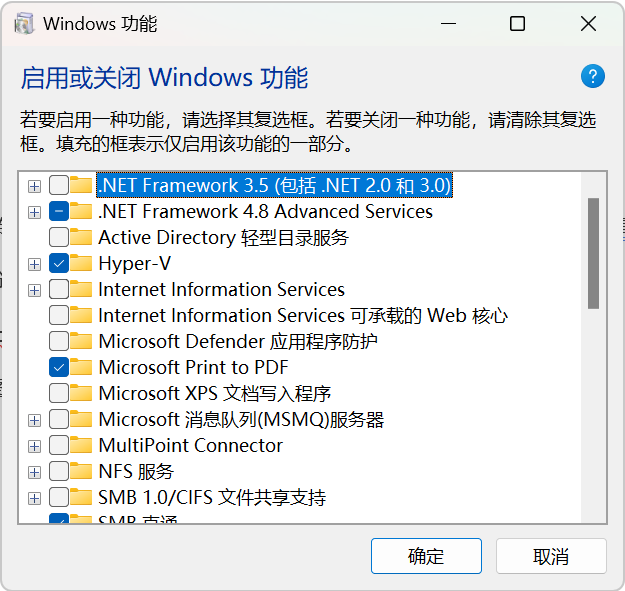 Windows 功能
启用或关闭 Windows 功能
?
若要启用一种功能，请选择其复选框。若要关闭一种功能，请清除其复选
框。填充的框表示仅启用该功能的一部分。
.NET Framework 3.5 (包括 .NET 2.0 和 3.0)
.NET Framework 4.8 Advanced Services
Active Directory 轻型目录服务
Hyper-V
Internet Information Services
Internet Information Services 可承载的 Web 核心
Microsoft Defender 应用程序防护
Microsoft Print to PDF
Microsoft XPS 文档写入程序
Microsoft 消息队列(MSMQ)服务器
MultiPoint Connector
NFS 服务
SMB 1.0/CIFS 文件共享支持
SMB 直通
确定
取消